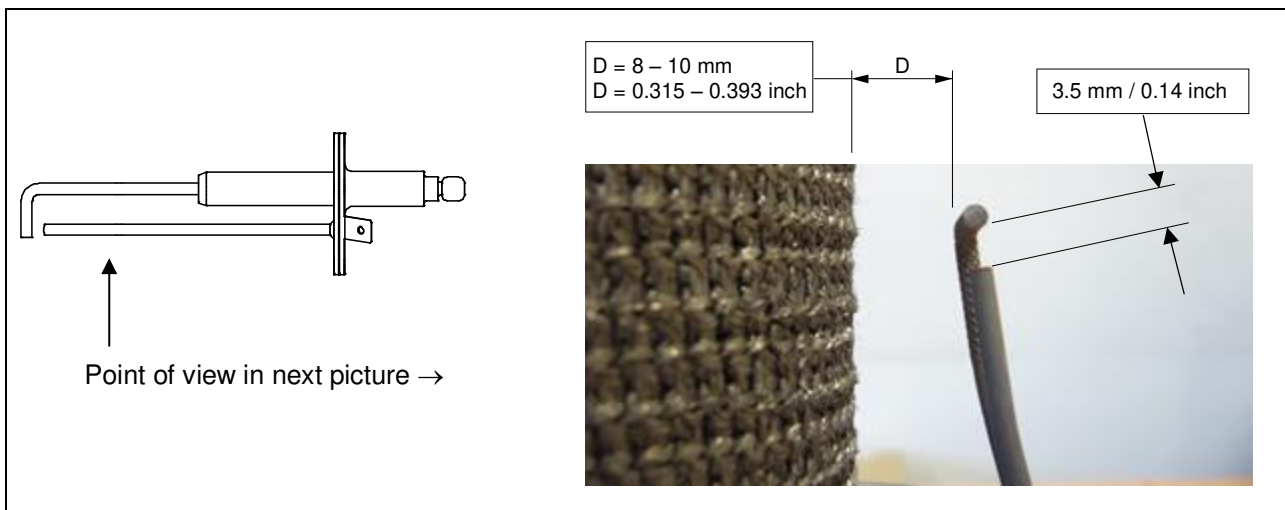 D = 8 – 10 mm
D = 0.315 – 0.393 inch
D
3.5 mm / 0.14 inch
Point of view in next picture →